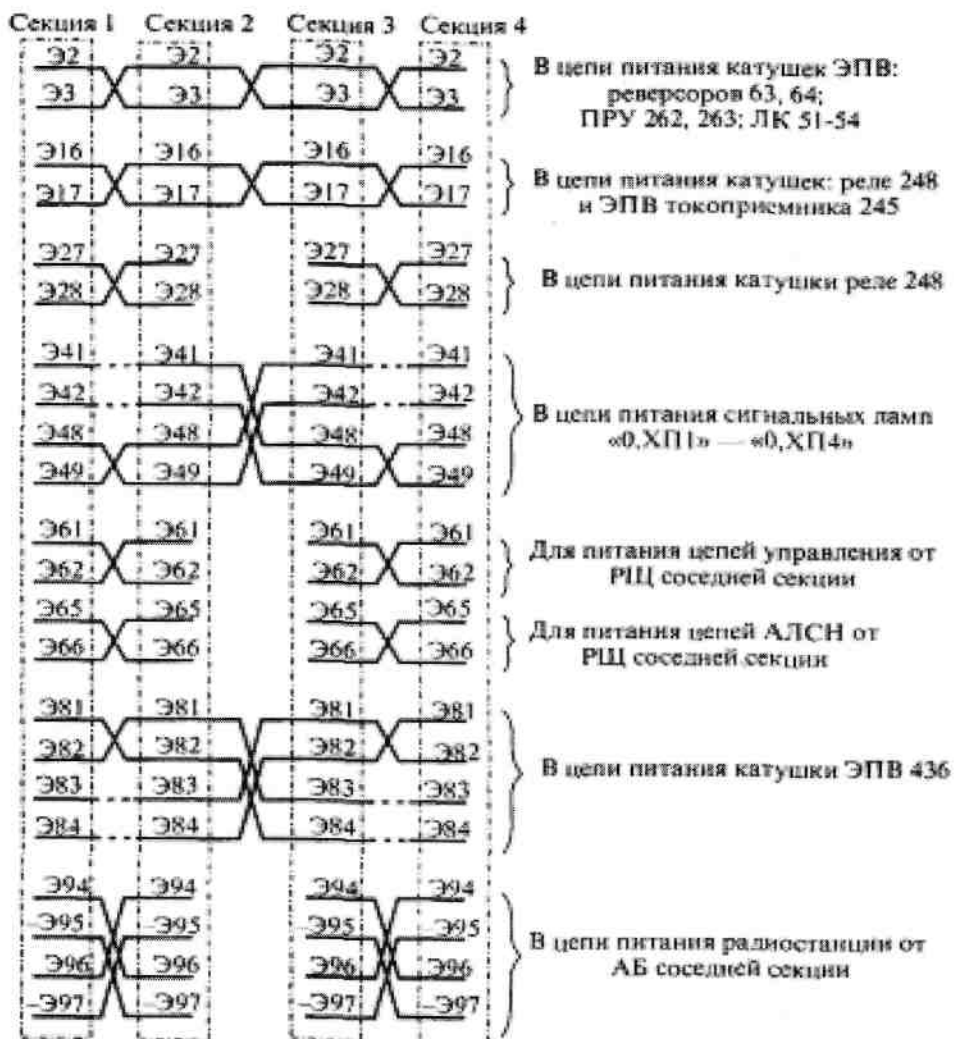 Секция 1 Секция 2 Секция 3 Секция 4
Э2 Э2 Э2 Э2
Э3 Э3 Э3 Э3
В цепи питания катушек ЭПВ:
реверсоров 63, 64;
ПРУ 262, 263; ЛК 51-54
Э16 Э16 Э16 Э16
Э17 Э17 Э17 Э17
В цепи питания катушек: реле 248
и ЭПВ токоприемника 245
Э27 Э27 Э27 Э27
Э28 Э28 Э28 Э28
В цепи питания катушки реле 248
Э41 Э41 Э41 Э41
Э42 Э42 Э42 Э42
Э48 Э48 Э48 Э48
Э49 Э49 Э49 Э49
В цепи питания сигнальных ламп
«0,ХП1» — «0,ХП4»
Э61 Э61 Э61 Э61
Э62 Э62 Э62 Э62
Для питания цепей управления от
РЩ соседней секции
Э65 Э65 Э65 Э65
Э66 Э66 Э66 Э66
Для питания цепей АЛСН от
РЩ соседней секции
Э81 Э81 Э81 Э81
Э82 Э82 Э82 Э82
Э83 Э83 Э83 Э83
Э84 Э84 Э84 Э84
В цепи питания катушки ЭПВ 436
Э94 Э94 Э94 Э94
–Э95 –Э95 –Э95 –Э95
Э96 Э96 Э96 Э96
–Э97 –Э97 –Э97 –Э97
В цепи питания радиостанции от
АБ соседней секции